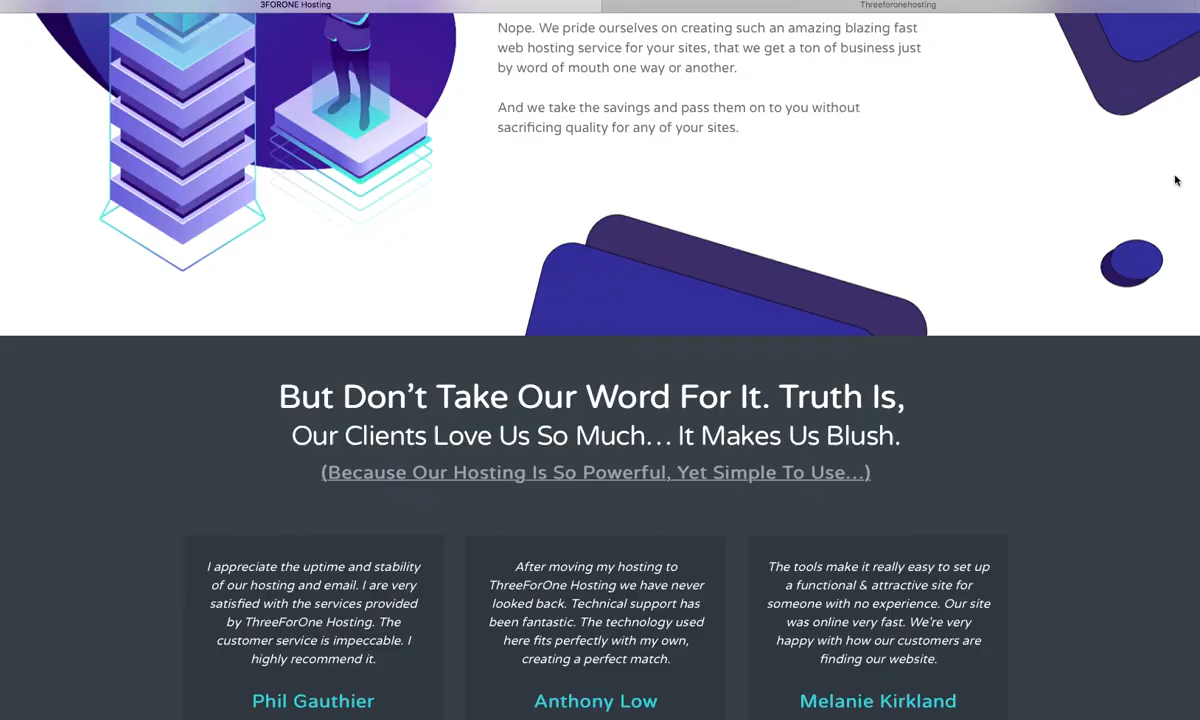 3FORONE Hosting
Threeforonehosting
Nope. We pride ourselves on creating such an amazing blazing fast
web hosting service for your sites, that we get a ton of business just
by word of mouth one way or another.
And we take the savings and pass them on to you without
sacrificing quality for any of your sites.
But Don't Take Our Word For It. Truth Is,
Our Clients Love Us So Much... It Makes Us Blush.
(Because Our Hosting Is So Powerful, Yet Simple To Use...)
I appreciate the uptime and stability
of our hosting and email. I are very
satisfied with the services provided
by ThreeForOne Hosting. The
customer service is impeccable. I
highly recommend it.
Phil Gauthier
After moving my hosting to
ThreeForOne Hosting we have never
looked back. Technical support has
been fantastic. The technology used
here fits perfectly with my own,
creating a perfect match.
Anthony Low
The tools make it really easy to set up
a functional & attractive site for
someone with no experience. Our site
was online very fast. We're very
happy with how our customers are
finding our website.
Melanie Kirkland